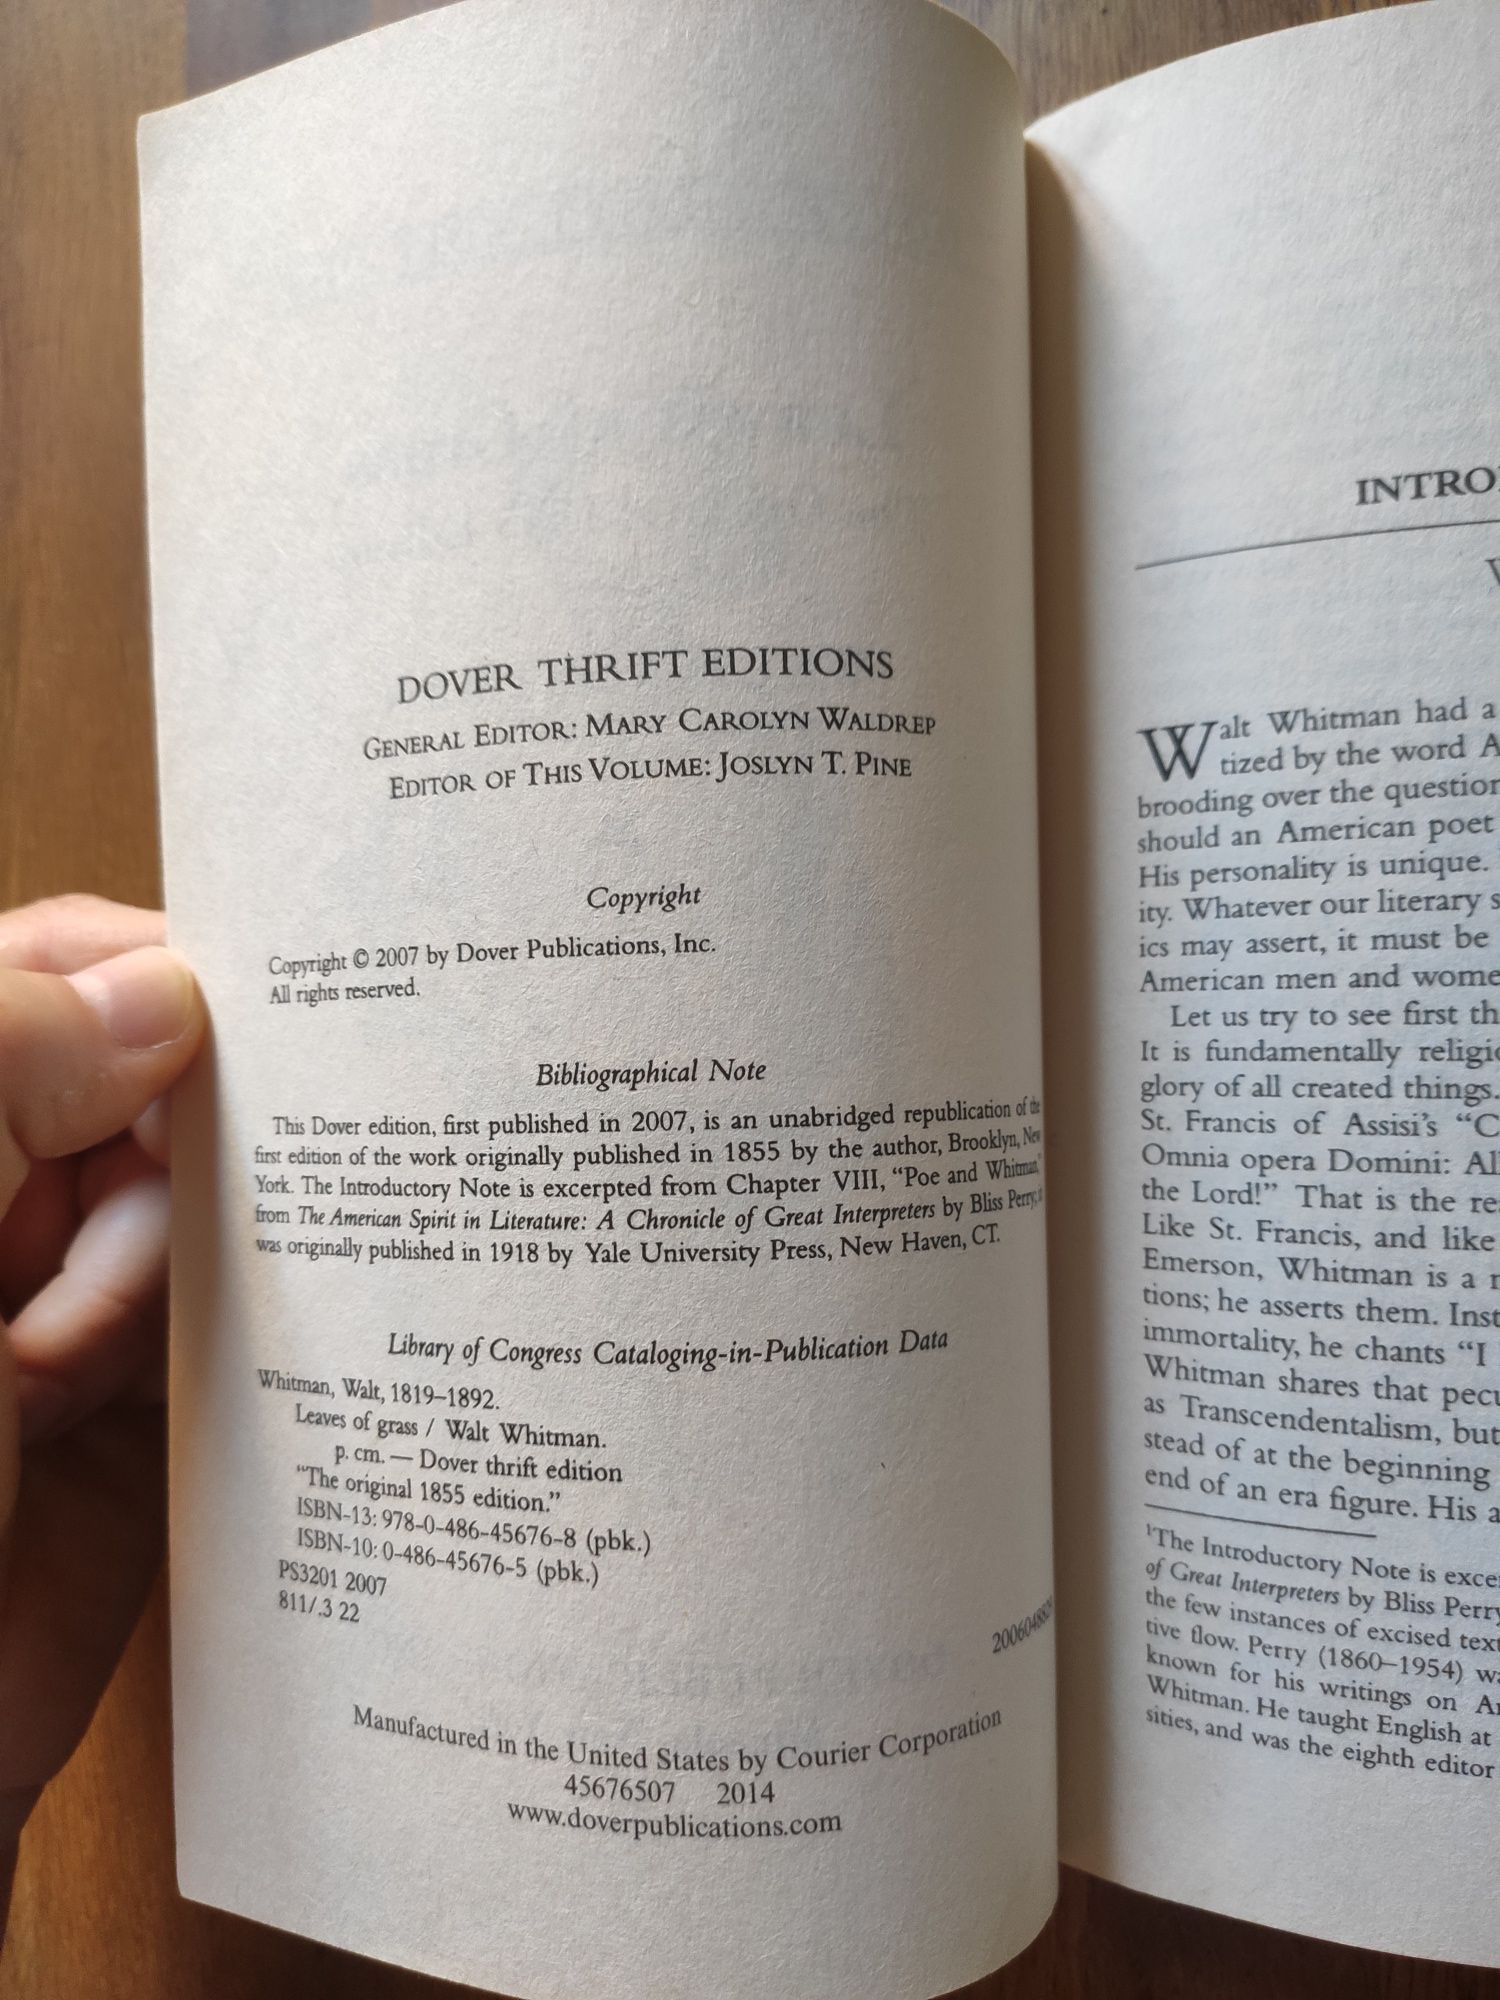 DOVER THRIFT EDITIONS
GENERAL EDITOR: MARY CAROLYN WALDREP
EDITOR OF THIS VOLUME: JOSLYN T. PINE
Copyright
Copyright © 2007 by Dover Publications, Inc.
All rights reserved.
Bibliographical Note
This Dover edition, first published in 2007, is an unabridged republication of the
first edition of the work originally published in 1855 by the author, Brooklyn, New
York. The Introductory Note is excerpted from Chapter VIII, “Poe and Whitman,”
from The American Spirit in Literature: A Chronicle of Great Interpreters by Bliss Perry; it
was originally published in 1918 by Yale University Press, New Haven, CT.
Library of Congress Cataloging-in-Publication Data
Whitman, Walt, 1819–1892.
Leaves of grass / Walt Whitman.
p. cm. — Dover thrift edition
“The original 1855 edition.”
ISBN-13: 978-0-486-45676-8 (pbk.)
ISBN-10: 0-486-45676-5 (pbk.)
PS3201 2007
811/.3 22
Manufactured in the United States by Courier Corporation
45676507 2014
www.doverpublications.com
INTRO
Walt Whitman had a
tized by the word A
brooding over the question
should an American poet
His personality is unique.
ity. Whatever our literary s
ics may assert, it must be
American men and wome
Let us try to see first th
It is fundamentally religio
glory of all created things.
St. Francis of Assisi’s “C
Omnia opera Domini: Al
the Lord!” That is the re
Like St. Francis, and like
Emerson, Whitman is a
tions; he asserts them. Inst
immortality, he chants “I
Whitman shares that pecu
as Transcendentalism, but
stead of at the beginning
end of an era figure. His a
¹The Introductory Note is exce
of Great Interpreters by Bliss Perry
the few instances of excised text
tive flow. Perry (1860–1954) wa
known for his writings on A
Whitman. He taught English at
sities, and was the eighth editor